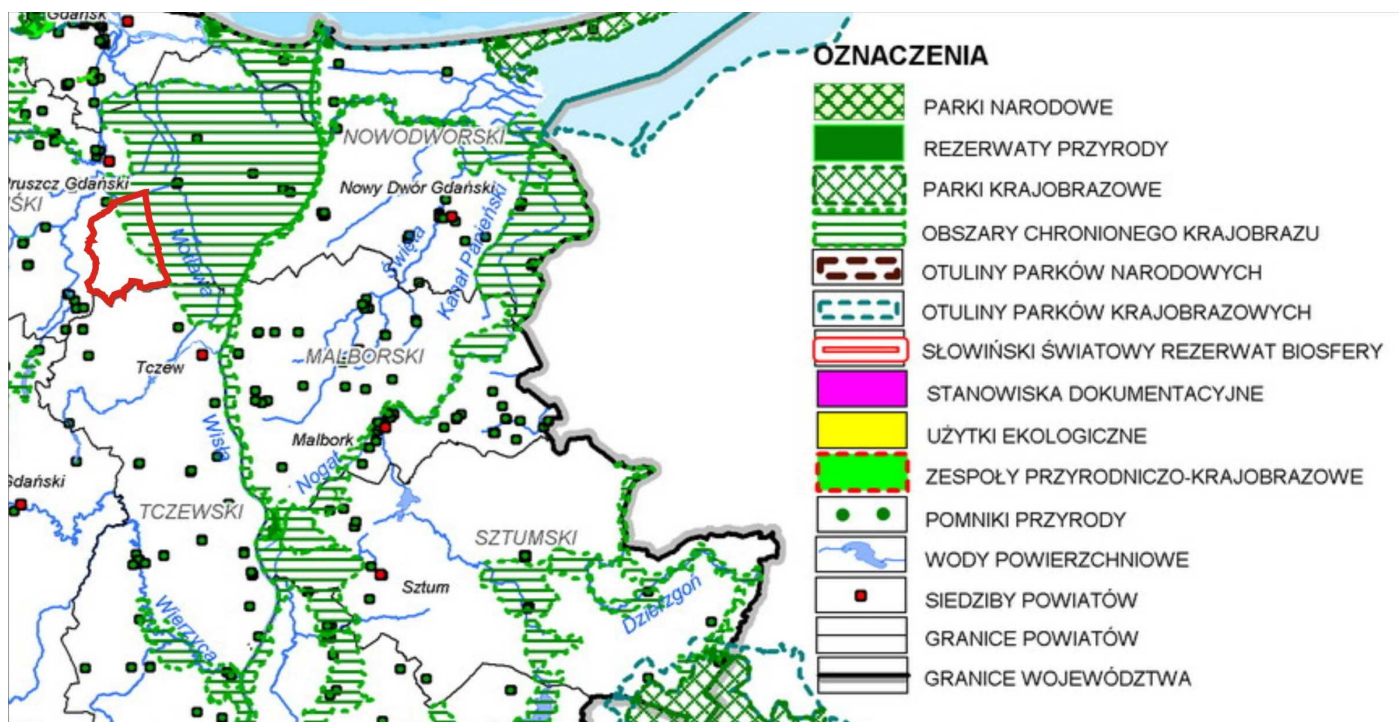 Gdańsk
NOWODWORSKI
Pruszcz Gdański
Nowy Dwór Gdański
ŃSKI
Motława
Święta
Kanał Panieński
MALBORSKI
Tczew
Wisła
Malbork
Nogat
Gdański
TCZEWSKI
SZTUMSKI
Sztum
Dzierzgoń
Wierzyca
OZNACZENIA
PARKI NARODOWE
REZERWATY PRZYRODY
PARKI KRAJOBRAZOWE
OBSZARY CHRONIONEGO KRAJOBRAZU
OTULINY PARKÓW NARODOWYCH
OTULINY PARKÓW KRAJOBRAZOWYCH
SŁOWIŃSKI ŚWIATOWY REZERWAT BIOSFERY
STANOWISKA DOKUMENTACYJNE
UŻYTKI EKOLOGICZNE
ZESPOŁY PRZYRODNICZO-KRAJOBRAZOWE
POMNIKI PRZYRODY
WODY POWIERZCHNIOWE
SIEDZIBY POWIATÓW
GRANICE POWIATÓW
GRANICE WOJEWÓDZTWA